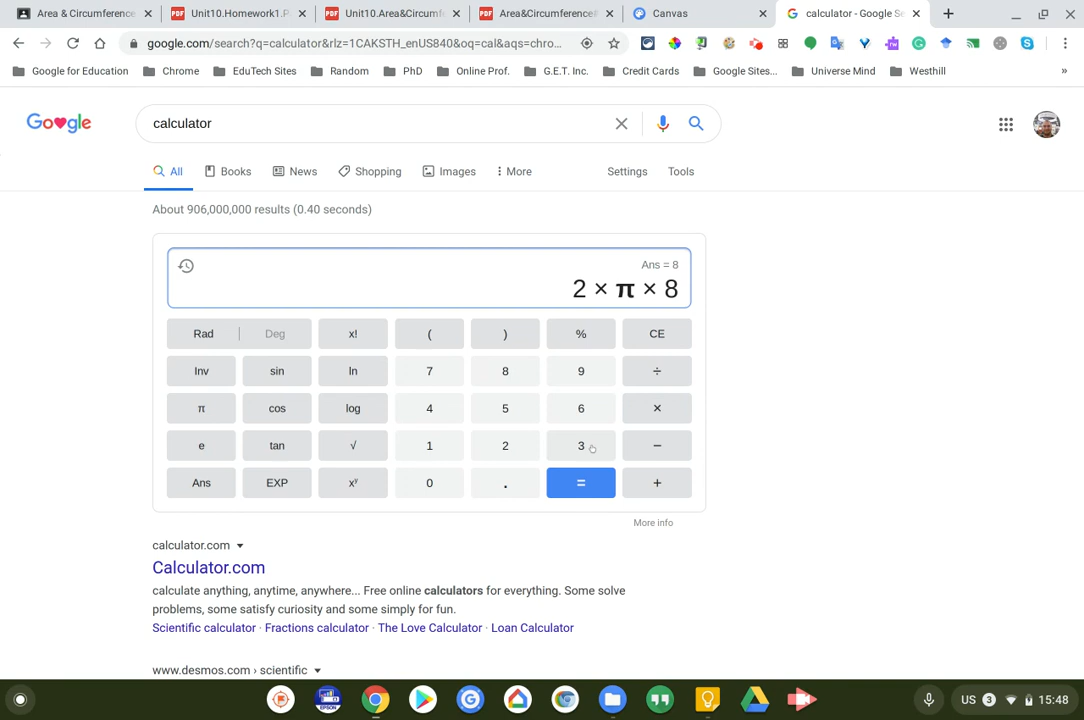 Area & Circumference
Unit10.Homework1.P
Unit10.Area&Circumf
Area&Circumference
Canvas
calculator - Google Se
google.com/search?q=calculator&rlz=1CAKSTH_enUS840&oq=cal&aqs=chro...
Google for Education
Chrome
EduTech Sites
Random
PhD
Online Prof.
G.E.T. Inc.
Credit Cards
Google Sites...
Universe Mind
Westhill
»
Google
calculator
All
Books
News
Shopping
Images
More
Settings
Tools
About 906,000,000 results (0.40 seconds)
Ans = 8
2 × π × 8
Rad Deg x! ( ) % CE
Inv sin ln 7 8 9 ÷
π cos log 4 5 6 ×
e tan √ 1 2 3 −
Ans EXP xʸ 0 . = +
More info
calculator.com
Calculator.com
calculate anything, anytime, anywhere... Free online calculators for everything. Some solve
problems, some satisfy curiosity and some simply for fun.
Scientific calculator · Fractions calculator · The Love Calculator · Loan Calculator
www.desmos.com › scientific
EPSON
US 3 15:48